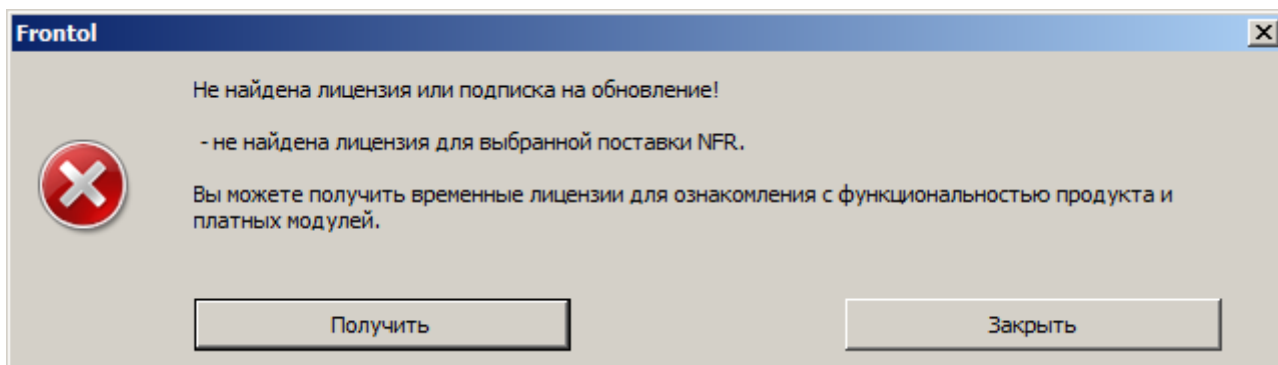 Frontol
Не найдена лицензия или подписка на обновление!
- не найдена лицензия для выбранной поставки NFR.
Вы можете получить временные лицензии для ознакомления с функциональностью продукта и
платных модулей.
Получить
Закрыть